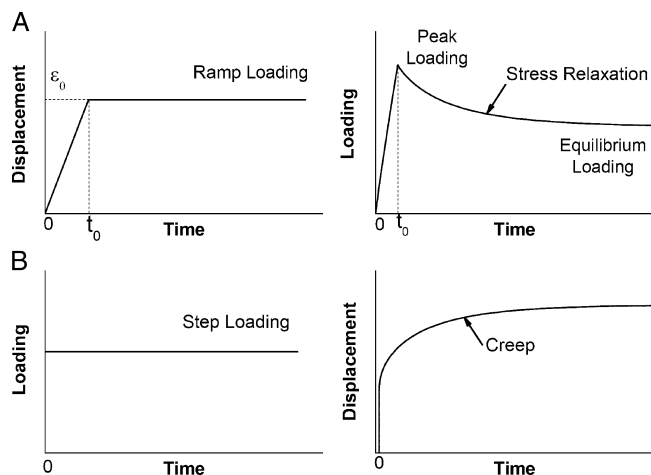 A
Displacement
ε0
Ramp Loading
0
t0
Time
Loading
Peak
Loading
Stress Relaxation
Equilibrium
Loading
0
t0
Time
B
Loading
Step Loading
0
Time
Displacement
Creep
0
Time